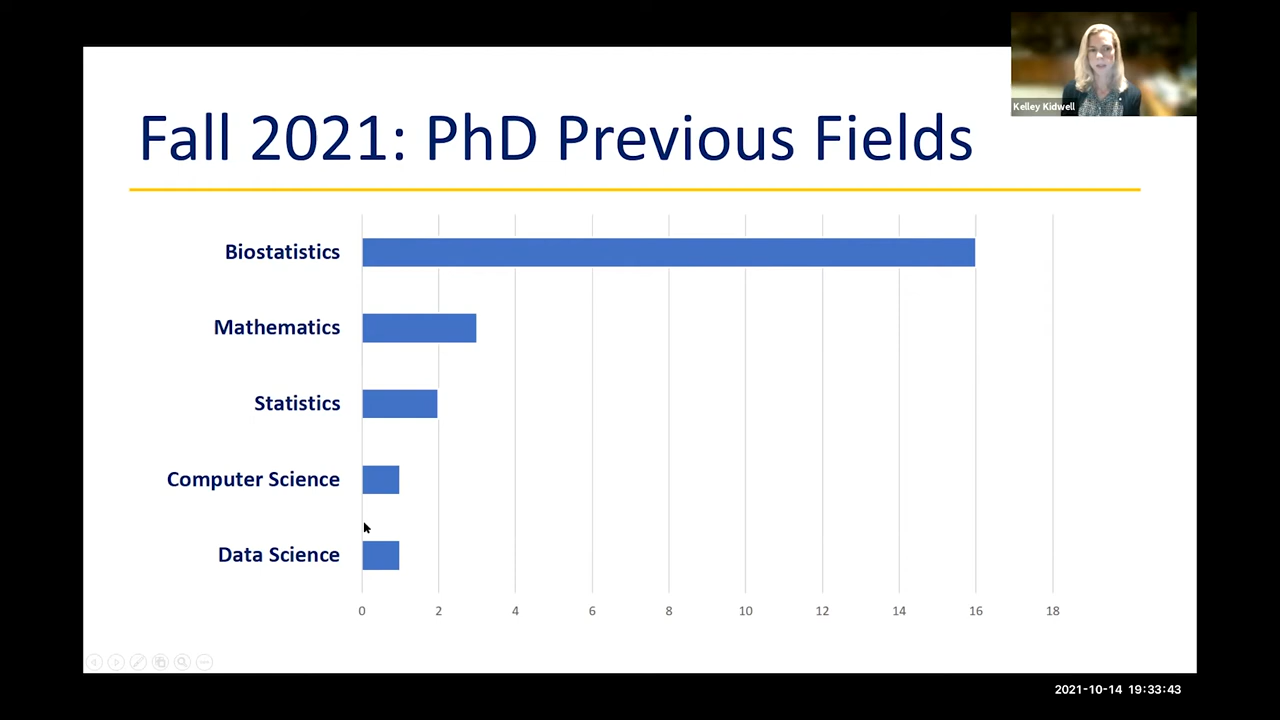 Kelley Kidwell
Fall 2021: PhD Previous Fields
Biostatistics
Mathematics
Statistics
Computer Science
Data Science
0 2 4 6 8 10 12 14 16 18
2021-10-14 19:33:43